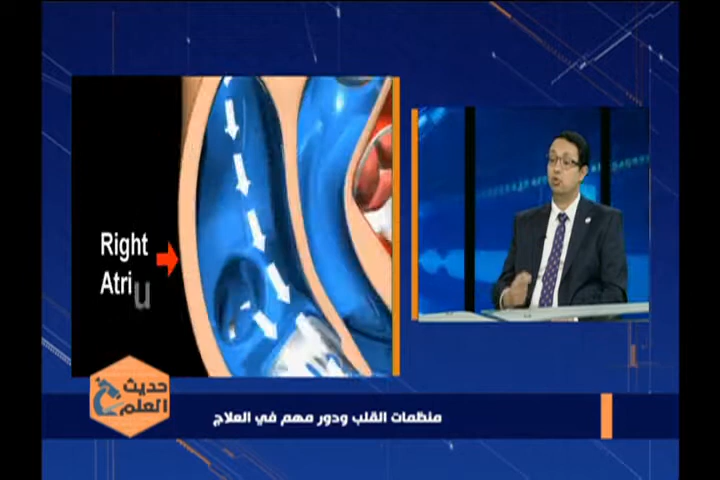 Right
Atriu
حديث
العلم
منظمات القلب ودور مهم في العلاج